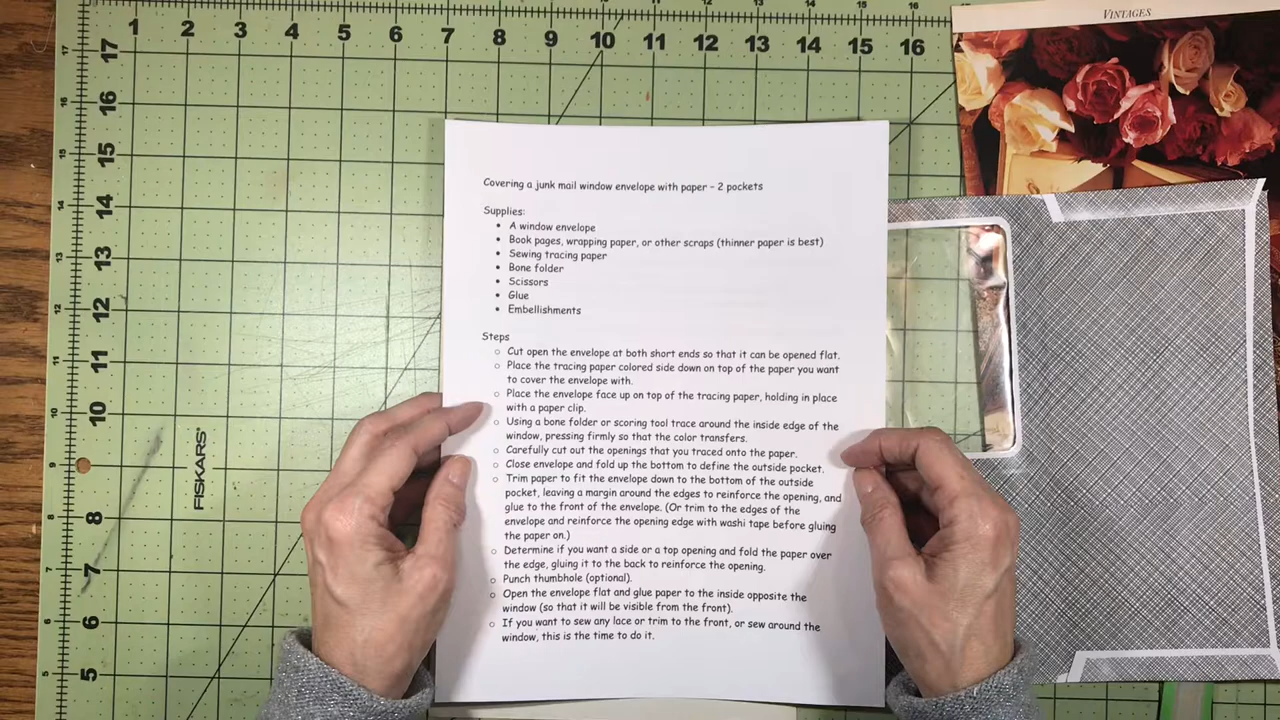 1 2 3 4 5 6 7 8 9 10 11 12 13 14 15 16
VINTAGES
17
16
15
14
13
12
11
10
9
8
7
6
5
FISKARS
Covering a junk mail window envelope with paper – 2 pockets
Supplies:
• A window envelope
• Book pages, wrapping paper, or other scraps (thinner paper is best)
• Sewing tracing paper
• Bone folder
• Scissors
• Glue
• Embellishments
Steps
o Cut open the envelope at both short ends so that it can be opened flat.
o Place the tracing paper colored side down on top of the paper you want
to cover the envelope with.
o Place the envelope face up on top of the tracing paper, holding in place
with a paper clip.
o Using a bone folder or scoring tool trace around the inside edge of the
window, pressing firmly so that the color transfers.
o Carefully cut out the openings that you traced onto the paper.
o Close envelope and fold up the bottom to define the outside pocket.
o Trim paper to fit the envelope down to the bottom of the outside
pocket, leaving a margin around the edges to reinforce the opening, and
glue to the front of the envelope. (Or trim to the edges of the
envelope and reinforce the opening edge with washi tape before gluing
the paper on.)
o Determine if you want a side or a top opening and fold the paper over
the edge, gluing it to the back to reinforce the opening.
o Punch thumbhole (optional).
o Open the envelope flat and glue paper to the inside opposite the
window (so that it will be visible from the front).
o If you want to sew any lace or trim to the front, or sew around the
window, this is the time to do it.